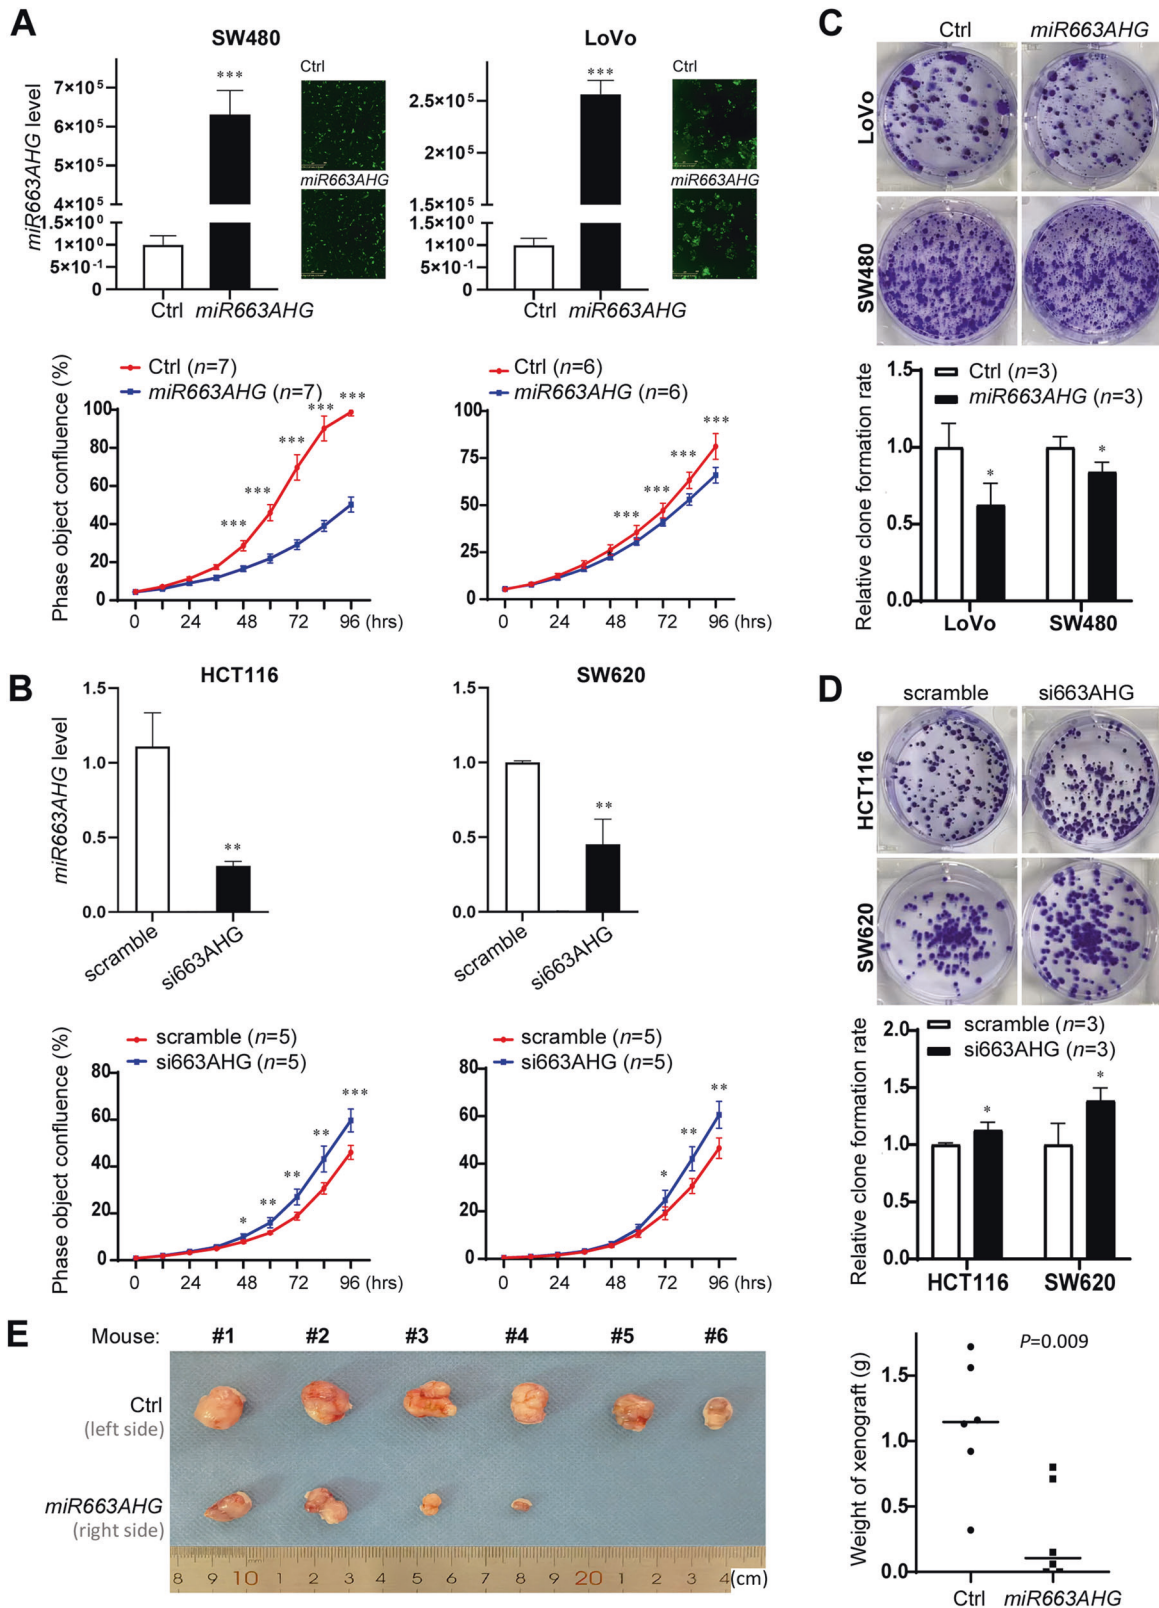 A
SW480
LoVo
miR663AHG level
7×10⁵
6×10⁵
5×10⁵
4×10⁵
1.5×10⁰
1×10⁰
5×10⁻¹
0
***
Ctrl
miR663AHG
Ctrl miR663AHG
2.5×10⁵
2×10⁵
1.5×10⁵
1.5×10⁰
1×10⁰
5×10⁻¹
0
***
Ctrl
miR663AHG
Ctrl miR663AHG
Phase object confluence (%)
Ctrl (n=7)
miR663AHG (n=7)
100
80
60
40
20
0
*** *** *** *** ***
0 24 48 72 96 (hrs)
Ctrl (n=6)
miR663AHG (n=6)
100
75
50
25
0
*** *** *** ***
0 24 48 72 96 (hrs)
C
Ctrl miR663AHG
LoVo
SW480
Relative clone formation rate
Ctrl (n=3)
miR663AHG (n=3)
1.5
1.0
0.5
0.0
* *
LoVo SW480
B
HCT116
SW620
miR663AHG level
1.5
1.0
0.5
0.0
**
scramble si663AHG
1.5
1.0
0.5
0.0
**
scramble si663AHG
Phase object confluence (%)
scramble (n=5)
si663AHG (n=5)
80
60
40
20
0
* ** ** ** ***
0 24 48 72 96 (hrs)
scramble (n=5)
si663AHG (n=5)
80
60
40
20
0
* ** **
0 24 48 72 96 (hrs)
D
scramble si663AHG
HCT116
SW620
Relative clone formation rate
scramble (n=3)
si663AHG (n=3)
2.0
1.5
1.0
0.5
0.0
* *
HCT116 SW620
E
Mouse: #1 #2 #3 #4 #5 #6
Ctrl
(left side)
miR663AHG
(right side)
8 9 10 1 2 3 4 5 6 7 8 9 20 1 2 3 4 (cm)
Weight of xenograft (g)
P=0.009
1.5
1.0
0.5
0.0
Ctrl miR663AHG